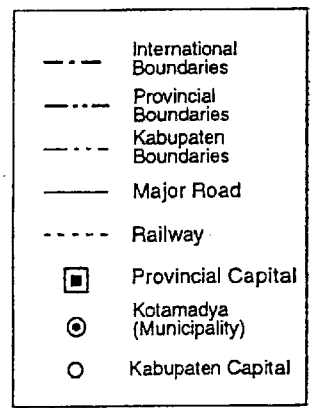 International
Boundaries
Provincial
Boundaries
Kabupaten
Boundaries
Major Road
Railway
Provincial Capital
Kotamadya
(Municipality)
Kabupaten Capital